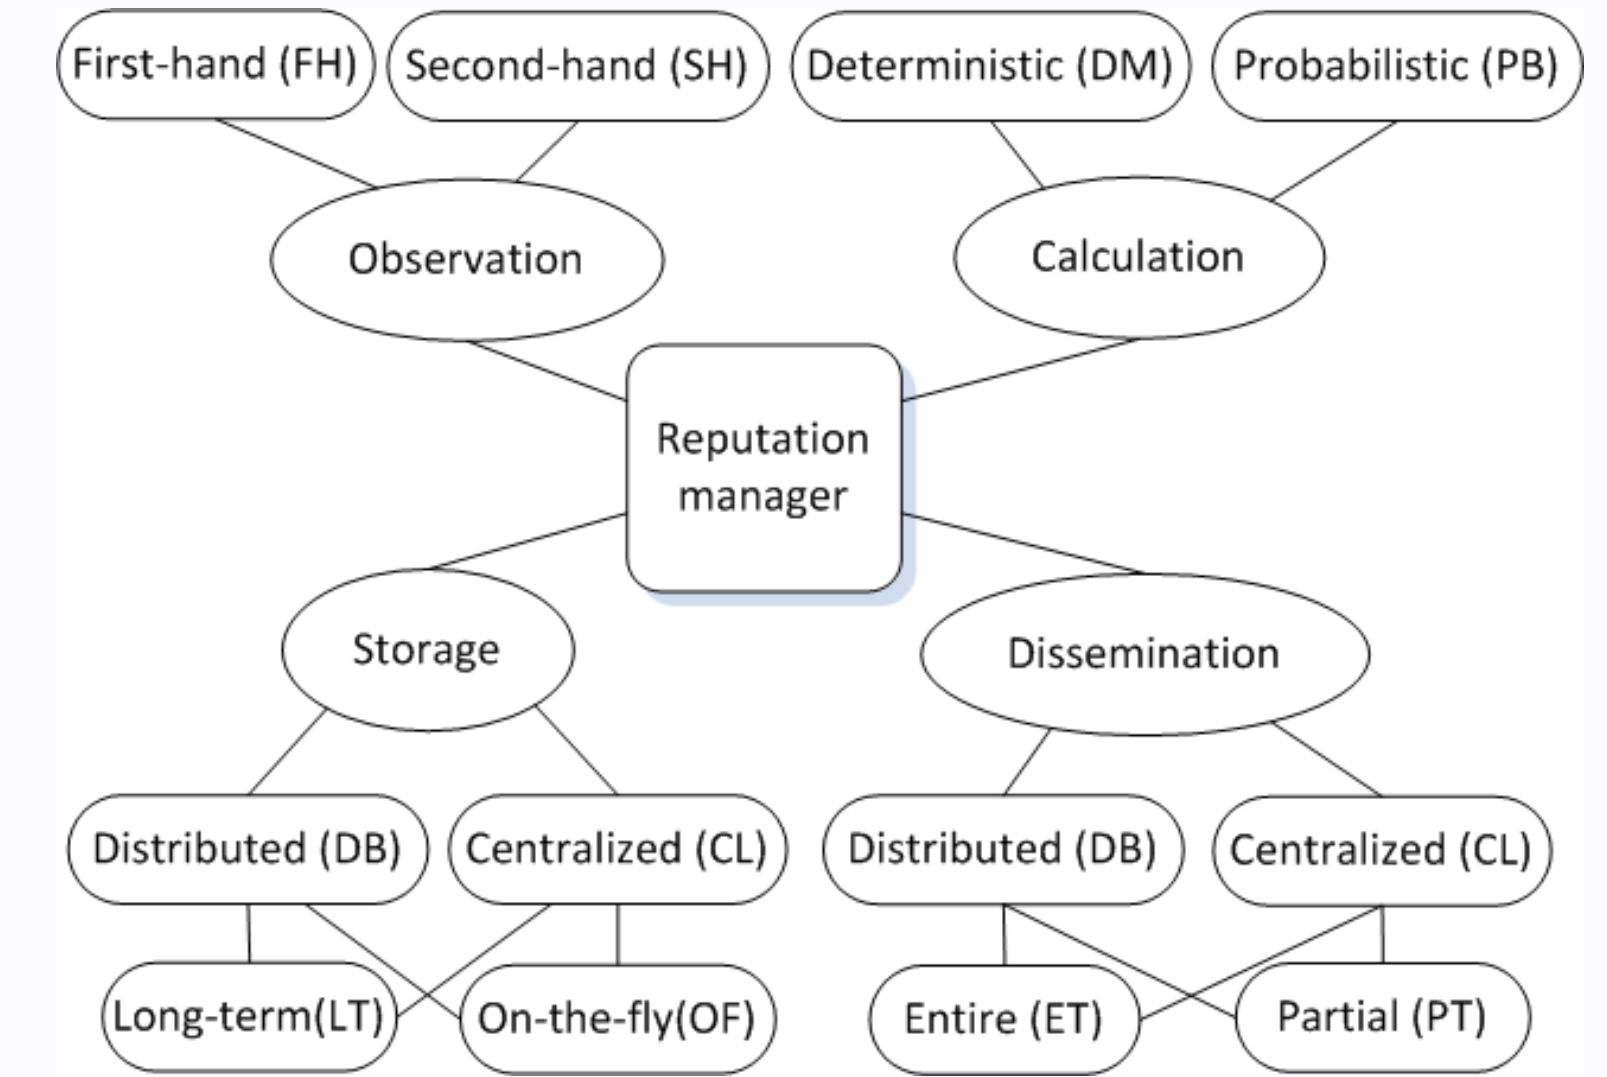 First-hand (FH)
Second-hand (SH)
Deterministic (DM)
Probabilistic (PB)
Observation
Calculation
Reputation
manager
Storage
Dissemination
Distributed (DB)
Centralized (CL)
Distributed (DB)
Centralized (CL)
Long-term(LT)
On-the-fly(OF)
Entire (ET)
Partial (PT)